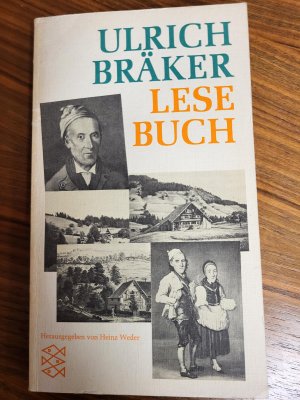 ULRICH
BRÄKER
LESE
BUCH
Herausgegeben von Heinz Weder